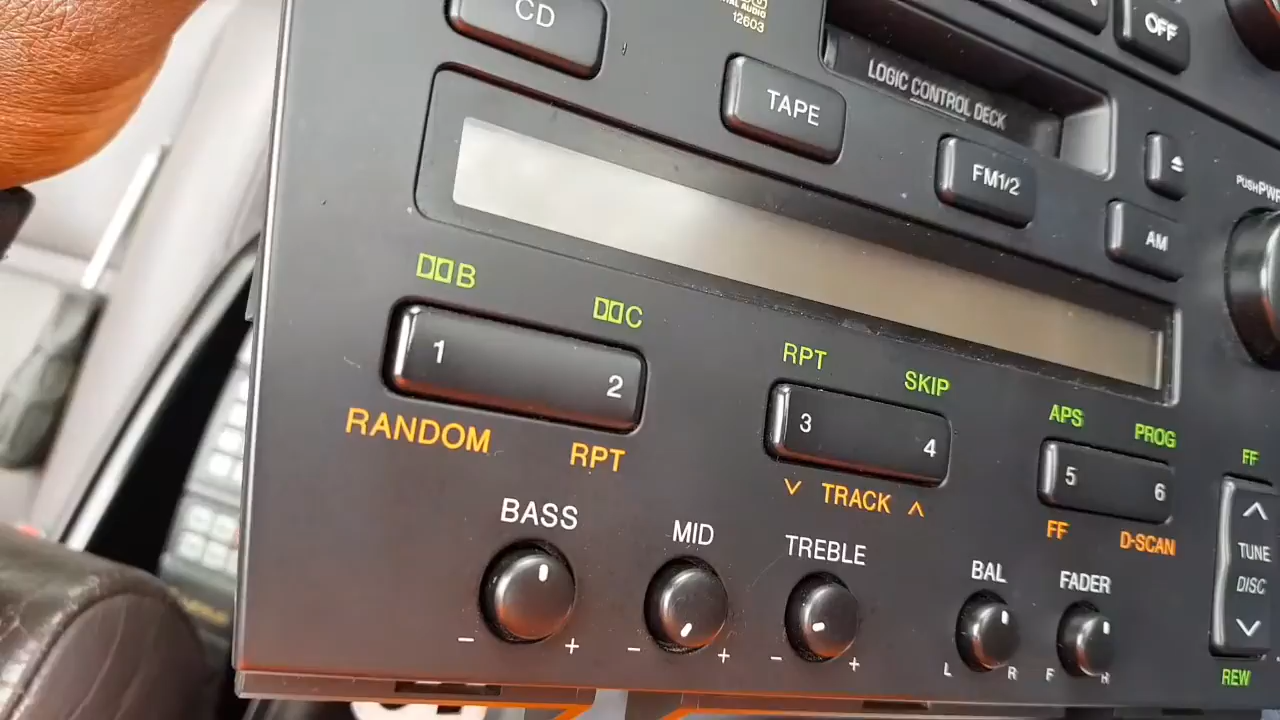 CD
12603
OFF
LOGIC CONTROL DECK
TAPE
FM1/2
PUSH PWR
AM
B
C
1
2
RANDOM
RPT
RPT
SKIP
3
4
TRACK
APS
PROG
5
6
FF
D-SCAN
FF
TUNE
DISC
REW
BASS
MID
TREBLE
BAL
FADER
− +
− +
− +
L R
F R